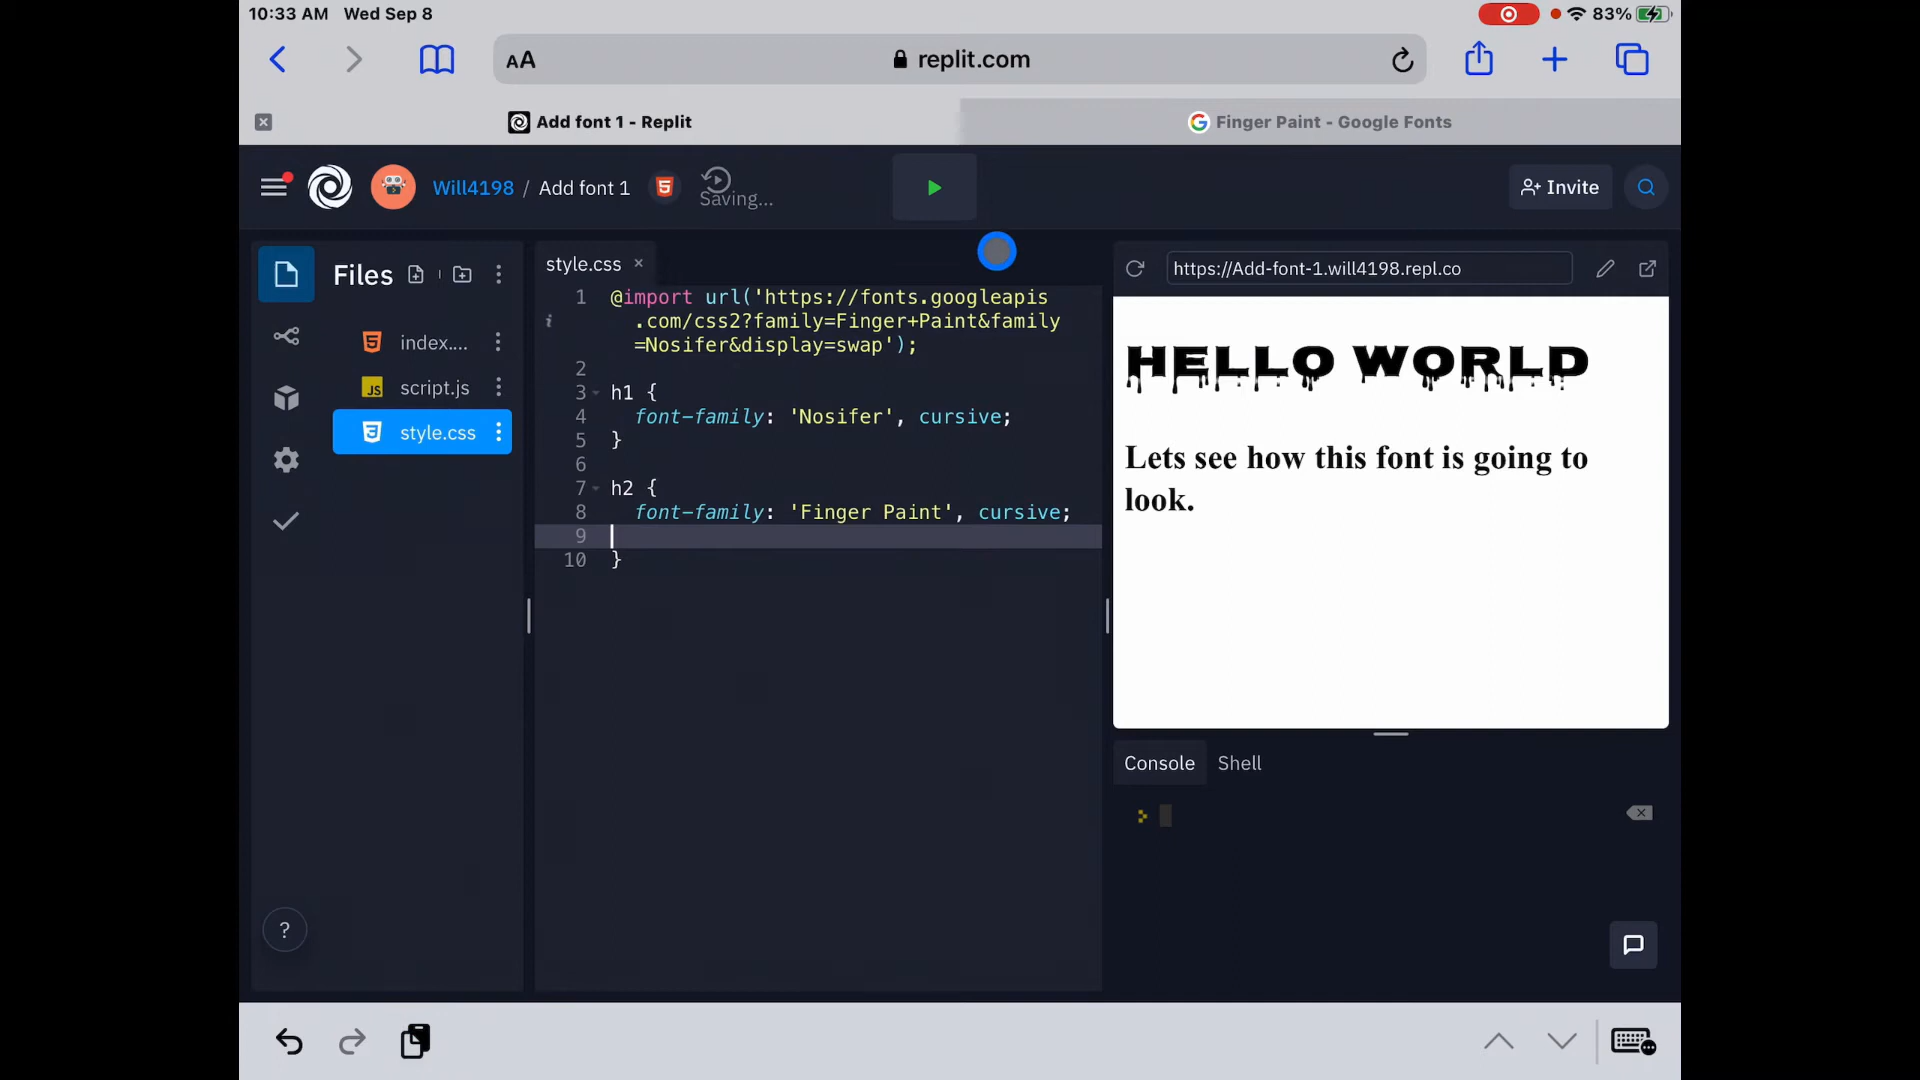 10:33 AM Wed Sep 8
83%
AA
replit.com
Add font 1 - Replit
Finger Paint - Google Fonts
Will4198 / Add font 1
Saving...
Invite
Files
style.css ×
https://Add-font-1.will4198.repl.co
index....
script.js
style.css
1 @import url('https://fonts.googleapis
.com/css2?family=Finger+Paint&family
=Nosifer&display=swap');
2
3 h1 {
4 font-family: 'Nosifer', cursive;
5 }
6
7 h2 {
8 font-family: 'Finger Paint', cursive;
9
10 }
HELLO WORLD
Lets see how this font is going to
look.
Console Shell
?